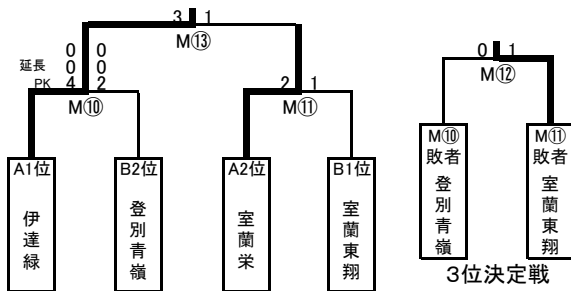 3 1
M⑬
0 0
延長 0 0
PK 4 2
M⑩
2 1
M⑪
A1位
伊達緑
B2位
登別青嶺
A2位
室蘭栄
B1位
室蘭東翔
0 1
M⑫
M⑩
敗者
登別青嶺
M⑪
敗者
室蘭東翔
3位決定戦